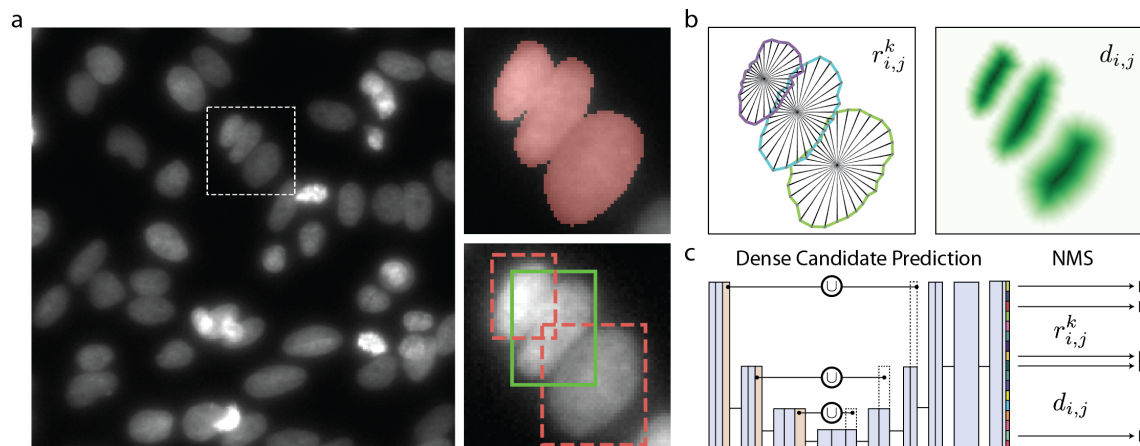 a
b
r^k_{i,j}
d_{i,j}
c
Dense Candidate Prediction
NMS
∪
r^k_{i,j}
∪
d_{i,j}
∪